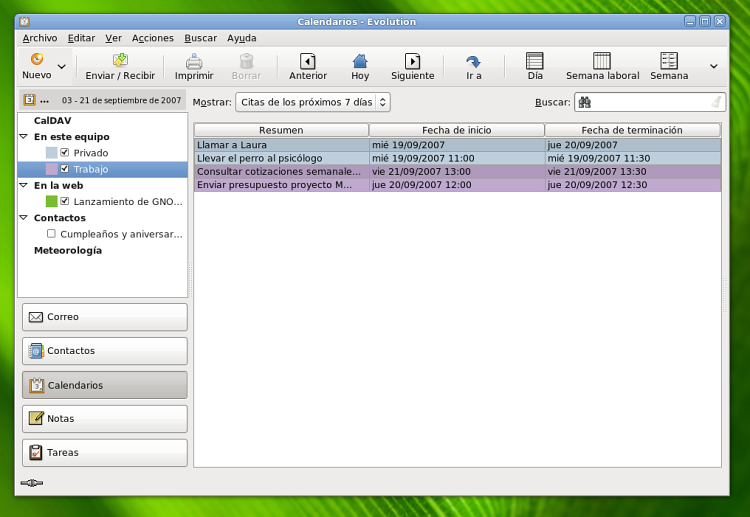 Calendarios - Evolution
Archivo Editar Ver Acciones Buscar Ayuda
Nuevo Enviar / Recibir Imprimir Borrar Anterior Hoy Siguiente Ir a Día Semana laboral Semana
... 03 - 21 de septiembre de 2007
Mostrar: Citas de los próximos 7 días Buscar:
CalDAV
En este equipo
Privado
Trabajo
En la web
Lanzamiento de GNO...
Contactos
Cumpleaños y aniversar...
Meteorología
Correo
Contactos
Calendarios
Notas
Tareas
Resumen Fecha de inicio Fecha de terminación
Llamar a Laura mié 19/09/2007 jue 20/09/2007
Llevar el perro al psicólogo mié 19/09/2007 11:00 mié 19/09/2007 11:30
Consultar cotizaciones semanale... vie 21/09/2007 13:00 vie 21/09/2007 13:30
Enviar presupuesto proyecto M... jue 20/09/2007 12:00 jue 20/09/2007 12:30